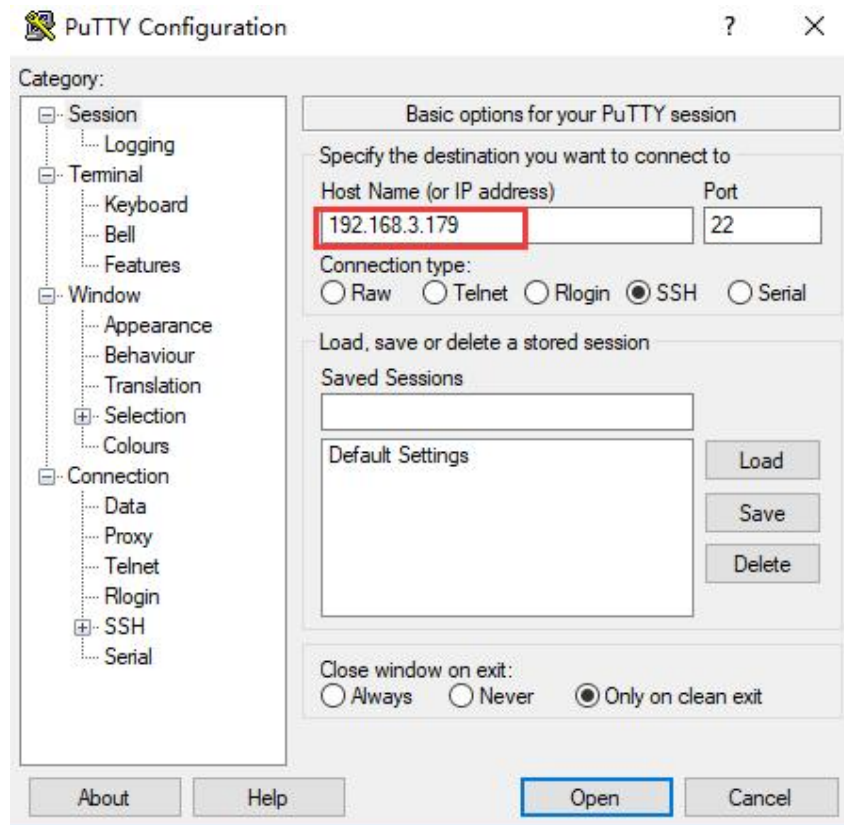 PuTTY Configuration ? ×
Category:
Session
Logging
Terminal
Keyboard
Bell
Features
Window
Appearance
Behaviour
Translation
Selection
Colours
Connection
Data
Proxy
Telnet
Rlogin
SSH
Serial
Basic options for your PuTTY session
Specify the destination you want to connect to
Host Name (or IP address) Port
192.168.3.179 22
Connection type:
Raw Telnet Rlogin SSH Serial
Load, save or delete a stored session
Saved Sessions
Default Settings
Load
Save
Delete
Close window on exit:
Always Never Only on clean exit
About Help Open Cancel